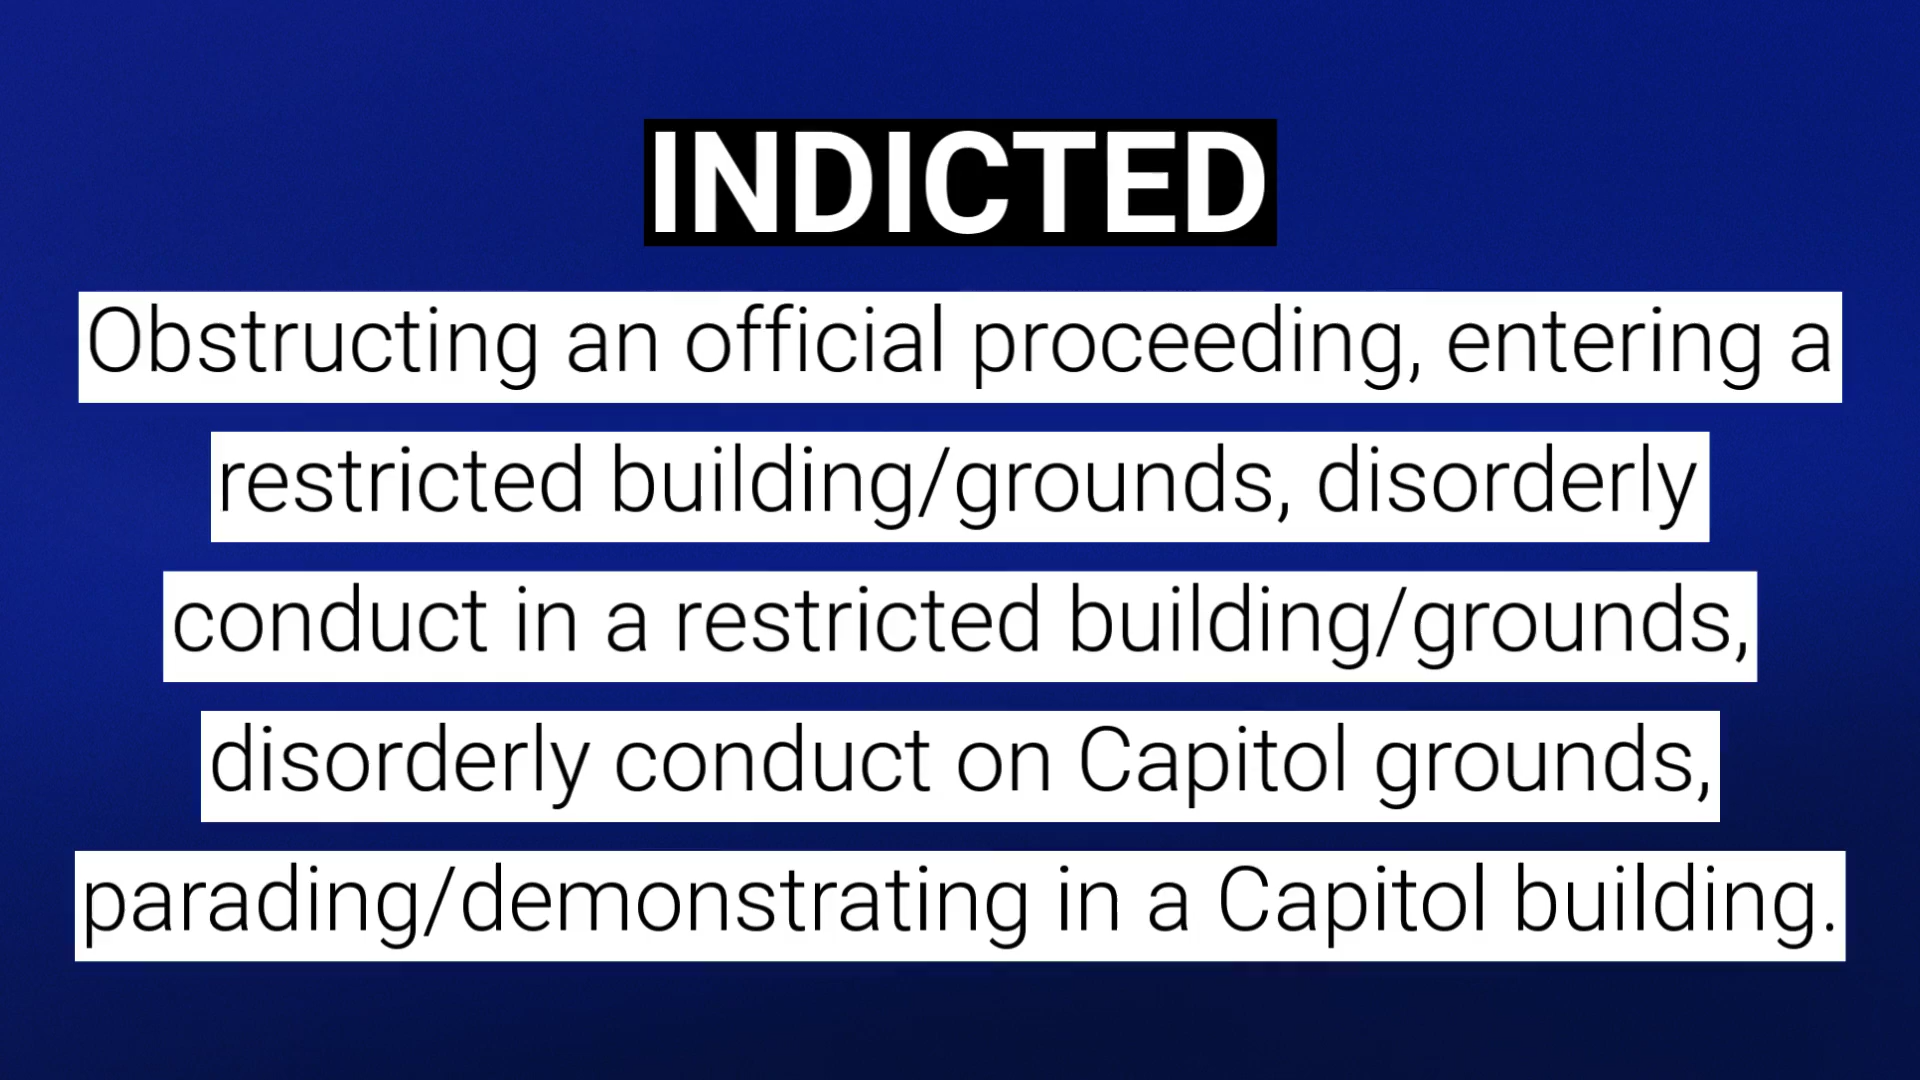 INDICTED
Obstructing an official proceeding, entering a
restricted building/grounds, disorderly
conduct in a restricted building/grounds,
disorderly conduct on Capitol grounds,
parading/demonstrating in a Capitol building.